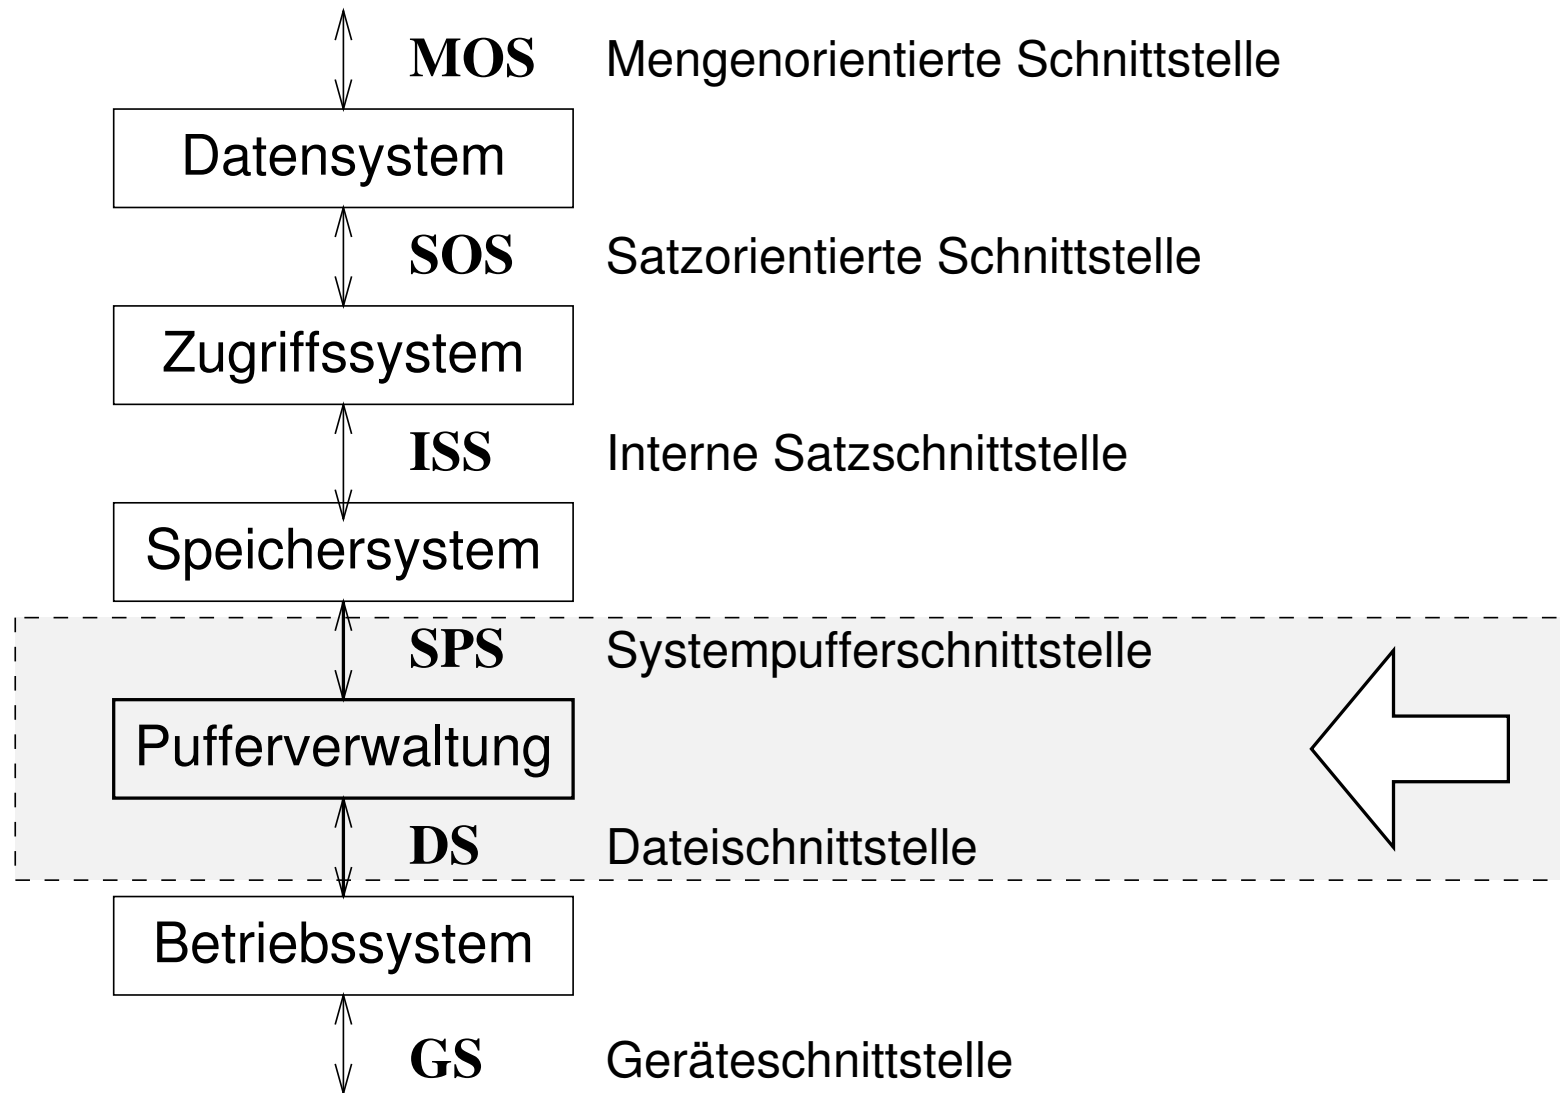 MOS Mengenorientierte Schnittstelle
Datensystem
SOS Satzorientierte Schnittstelle
Zugriffssystem
ISS Interne Satzschnittstelle
Speichersystem
SPS Systempufferschnittstelle
Pufferverwaltung
DS Dateischnittstelle
Betriebssystem
GS Geräteschnittstelle